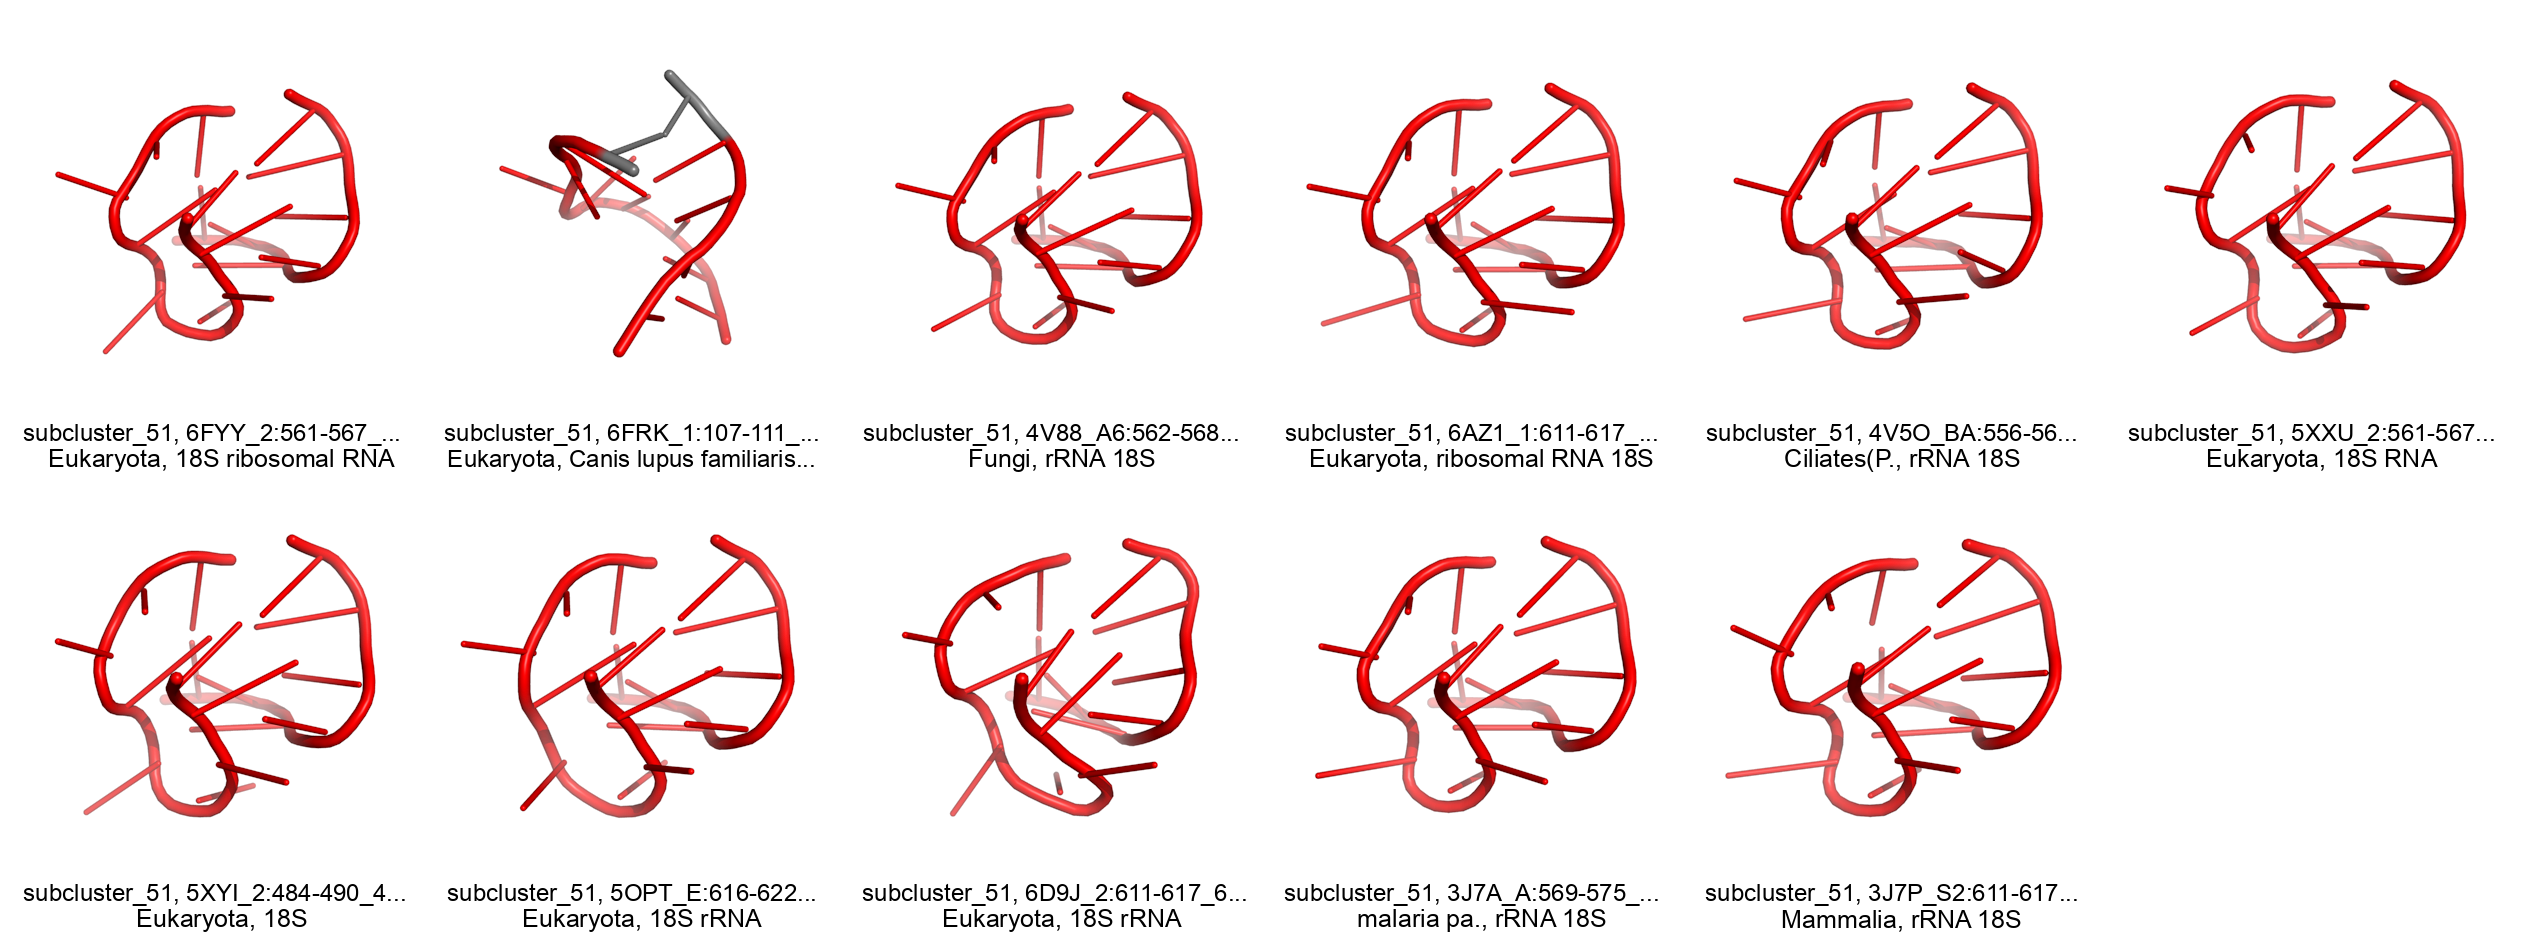 subcluster_51, 6FYY_2:561-567_...
Eukaryota, 18S ribosomal RNA
subcluster_51, 6FRK_1:107-111_...
Eukaryota, Canis lupus familiaris...
subcluster_51, 4V88_A6:562-568...
Fungi, rRNA 18S
subcluster_51, 6AZ1_1:611-617_...
Eukaryota, ribosomal RNA 18S
subcluster_51, 4V5O_BA:556-56...
Ciliates(P., rRNA 18S
subcluster_51, 5XXU_2:561-567...
Eukaryota, 18S RNA
subcluster_51, 5XYI_2:484-490_4...
Eukaryota, 18S
subcluster_51, 5OPT_E:616-622...
Eukaryota, 18S rRNA
subcluster_51, 6D9J_2:611-617_6...
Eukaryota, 18S rRNA
subcluster_51, 3J7A_A:569-575_...
malaria pa., rRNA 18S
subcluster_51, 3J7P_S2:611-617...
Mammalia, rRNA 18S